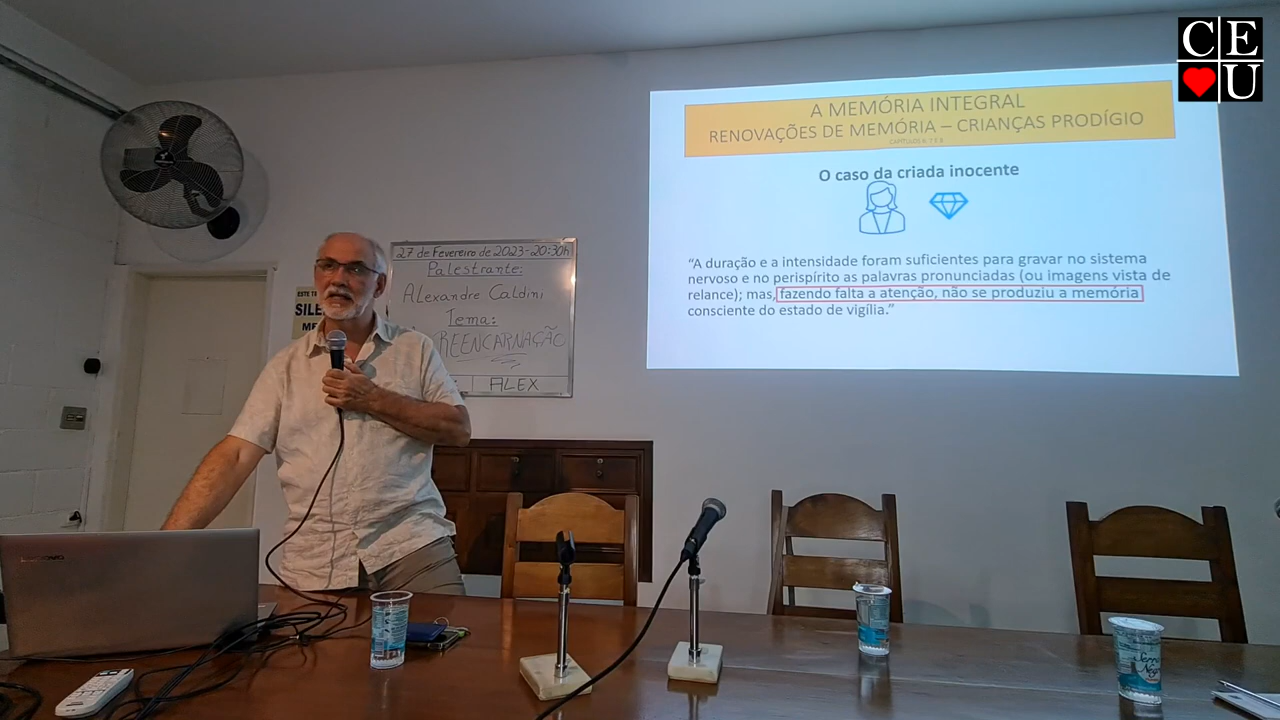 CE
U
A MEMÓRIA INTEGRAL
RENOVAÇÕES DE MEMÓRIA – CRIANÇAS PRODÍGIO
O caso da criada inocente
“A duração e a intensidade foram suficientes para gravar no sistema
nervoso e no perispírito as palavras pronunciadas (ou imagens vista de
relance); mas, fazendo falta a atenção, não se produziu a memória
consciente do estado de vigília.”
27 de Fevereiro de 2023-20:30h
Palestrante:
Alexandre Caldini
Tema:
REENCARNAÇÃO
ALEX
ESTE
SILE